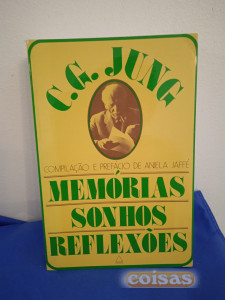 C.G. JUNG
COMPILAÇÃO E PREFÁCIO DE ANIELA JAFFÉ
MEMÓRIAS
SONHOS
REFLEXÕES
coisas